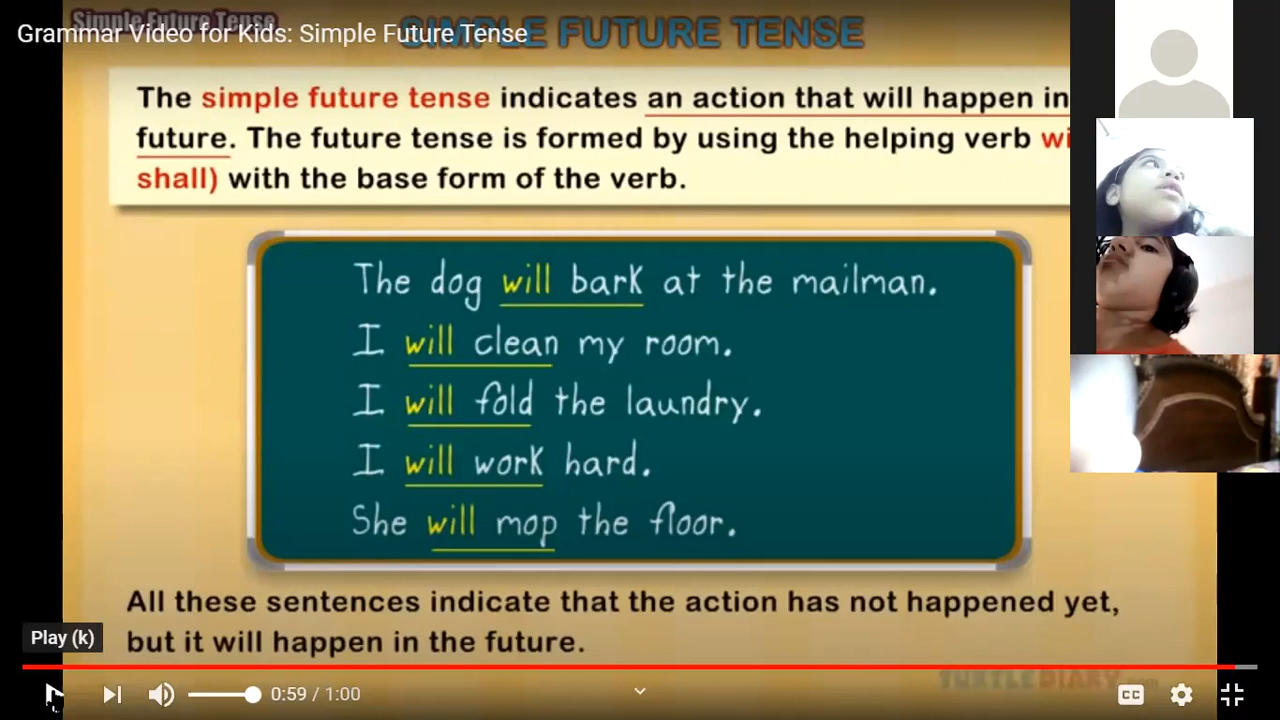 Simple Future Tense
Grammar Video for Kids: Simple Future Tense
SIMPLE FUTURE TENSE
The simple future tense indicates an action that will happen in
future. The future tense is formed by using the helping verb
shall) with the base form of the verb.
The dog will bark at the mailman.
I will clean my room.
I will fold the laundry.
I will work hard.
She will mop the floor.
All these sentences indicate that the action has not happened yet,
but it will happen in the future.
Play (k)
TURTLEDIARY.com
0:59 / 1:00
CC